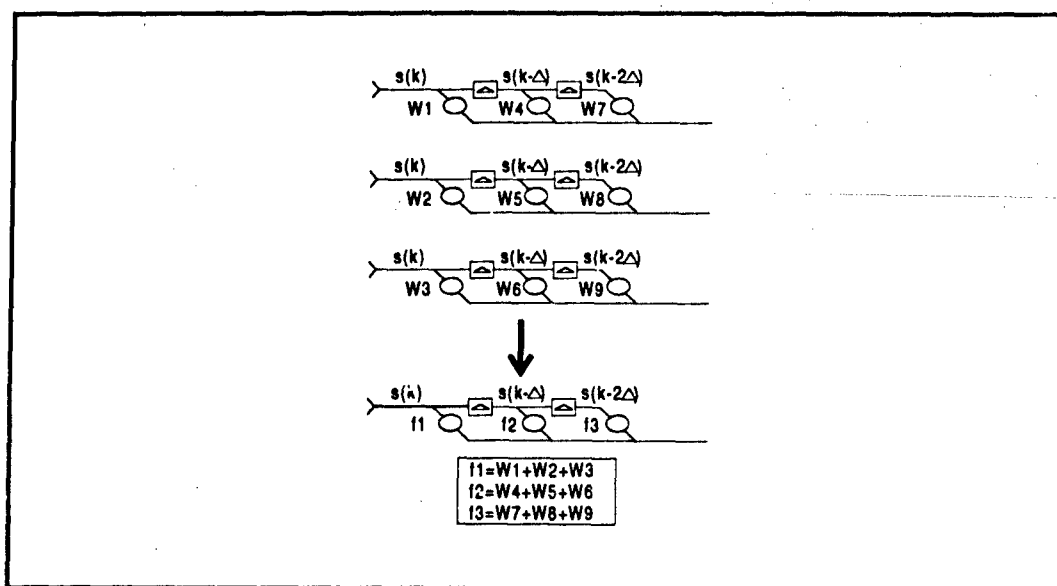 s(k) s(k-Δ) s(k-2Δ)
W1 W4 W7
s(k) s(k-Δ) s(k-2Δ)
W2 W5 W8
s(k) s(k-Δ) s(k-2Δ)
W3 W6 W9
s(k) s(k-Δ) s(k-2Δ)
f1 f2 f3
f1=W1+W2+W3
f2=W4+W5+W6
f3=W7+W8+W9